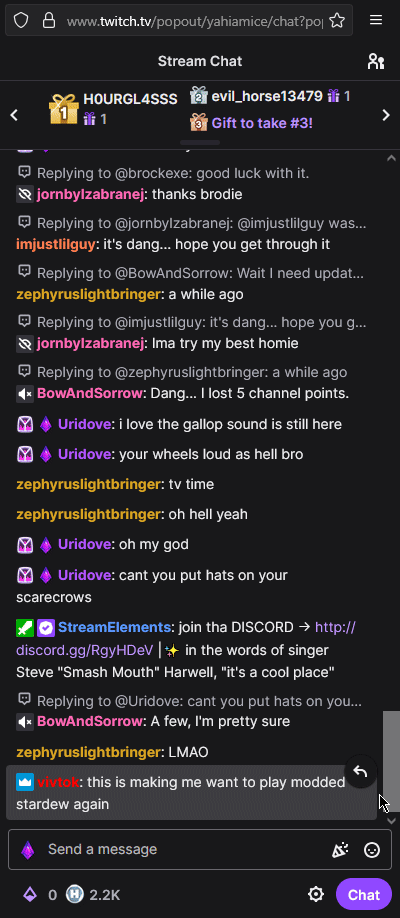 www.twitch.tv/popout/yahiamice/chat?po
Stream Chat
1 H0URGL4SSS
1
2 evil_horse13479 1
3 Gift to take #3!
Replying to @brockexe: good luck with it.
jornbylzabranej: thanks brodie
Replying to @jornbylzabranej: @imjustlilguy was...
imjustlilguy: it's dang... hope you get through it
Replying to @BowAndSorrow: Wait I need updat...
zephyruslightbringer: a while ago
Replying to @imjustlilguy: it's dang... hope you g...
jornbylzabranej: Ima try my best homie
Replying to @zephyruslightbringer: a while ago
BowAndSorrow: Dang... I lost 5 channel points.
Uridove: i love the gallop sound is still here
Uridove: your wheels loud as hell bro
zephyruslightbringer: tv time
zephyruslightbringer: oh hell yeah
Uridove: oh my god
Uridove: cant you put hats on your
scarecrows
StreamElements: join tha DISCORD → http://
discord.gg/RgyHDeV | ✨ in the words of singer
Steve "Smash Mouth" Harwell, "it's a cool place"
Replying to @Uridove: cant you put hats on you...
BowAndSorrow: A few, I'm pretty sure
zephyruslightbringer: LMAO
vivtok: this is making me want to play modded
stardew again
Send a message
0 H 2.2K
Chat